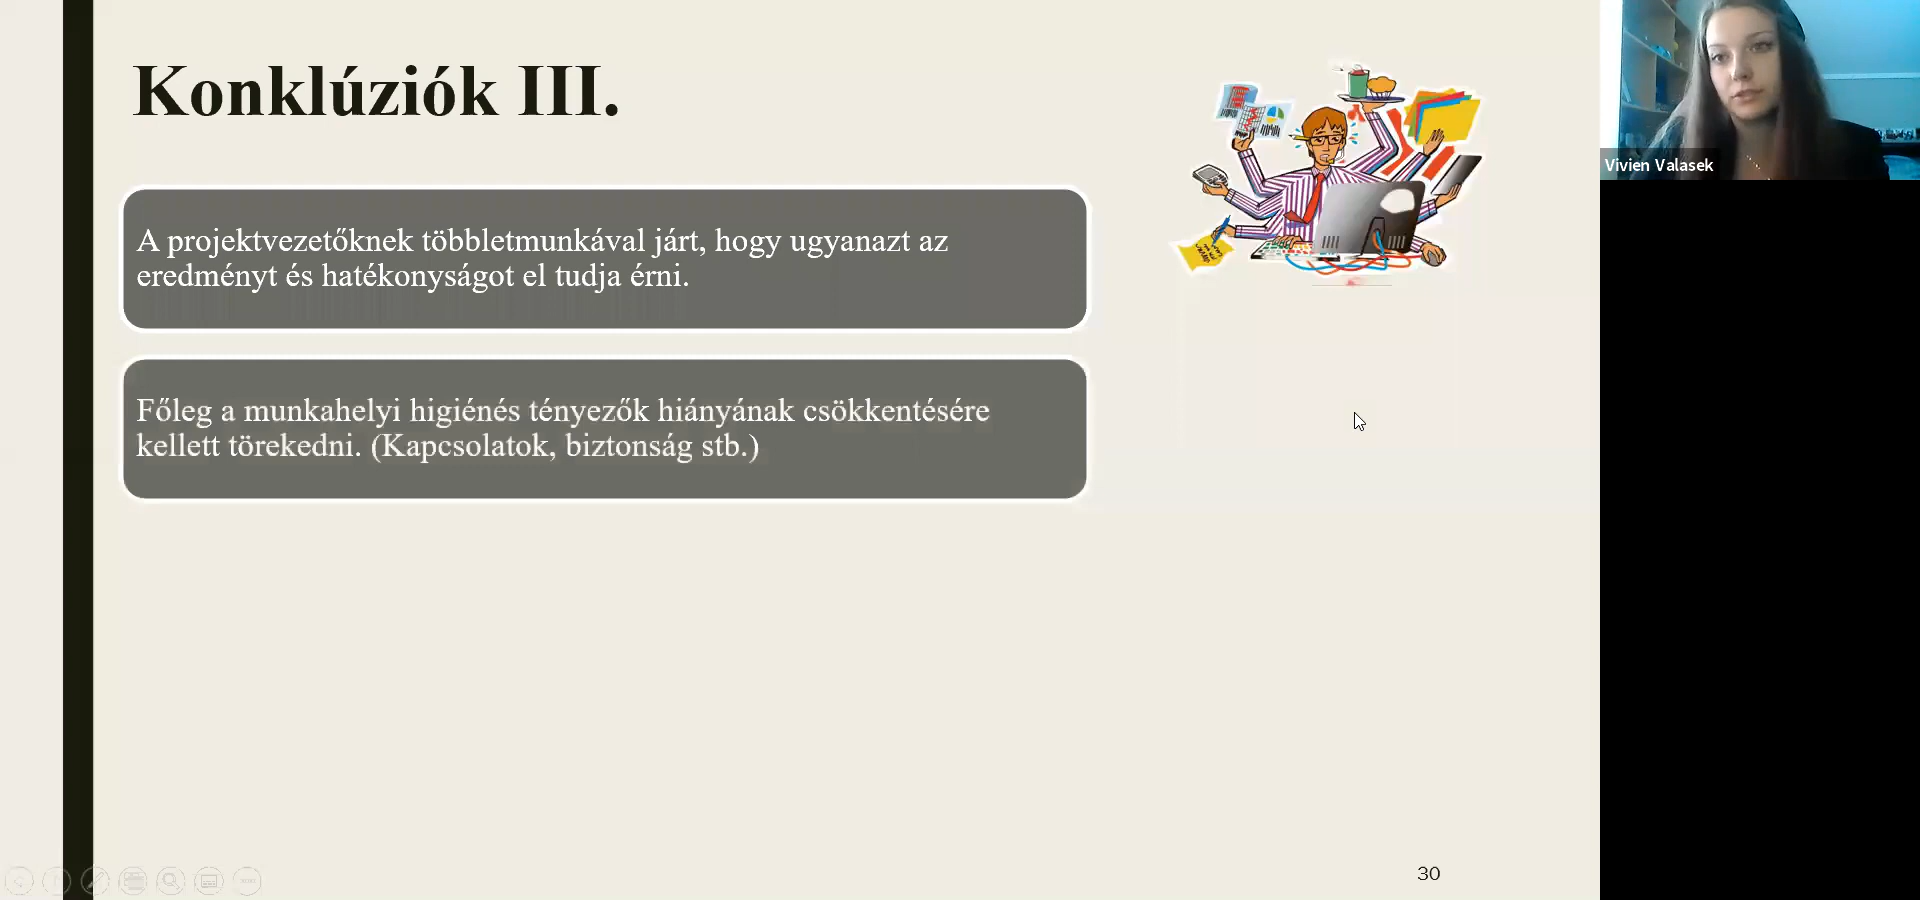 Konklúziók III.
A projektvezetőknek többletmunkával járt, hogy ugyanazt az
eredményt és hatékonyságot el tudja érni.
Főleg a munkahelyi higiénés tényezők hiányának csökkentésére
kellett törekedni. (Kapcsolatok, biztonság stb.)
Vivien Valasek
30